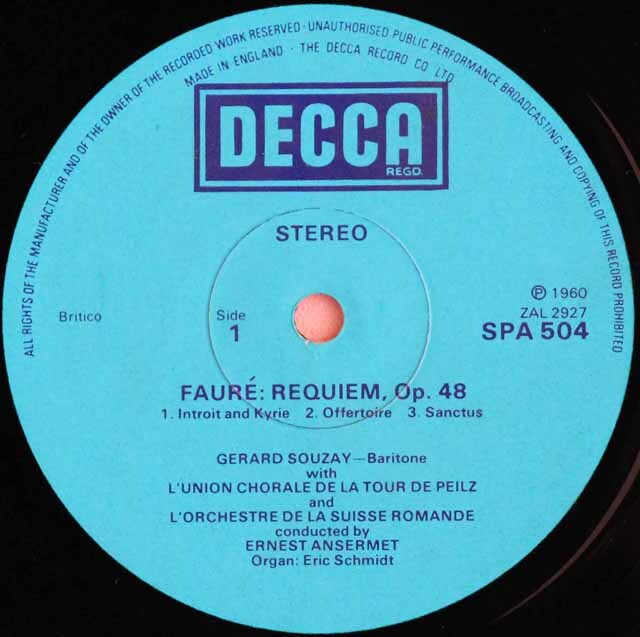 ALL RIGHTS OF THE MANUFACTURER AND OF THE OWNER OF THE RECORDED WORK RESERVED · UNAUTHORISED PUBLIC PERFORMANCE BROADCASTING AND COPYING OF THIS RECORD PROHIBITED
MADE IN ENGLAND · THE DECCA RECORD CO LTD
DECCA
REGD.
STEREO
℗ 1960
Britico
Side
ZAL 2927
1
SPA 504
FAURÉ: REQUIEM, Op. 48
1. Introit and Kyrie 2. Offertoire 3. Sanctus
GERARD SOUZAY—Baritone
with
L'UNION CHORALE DE LA TOUR DE PEILZ
and
L'ORCHESTRE DE LA SUISSE ROMANDE
conducted by
ERNEST ANSERMET
Organ: Eric Schmidt